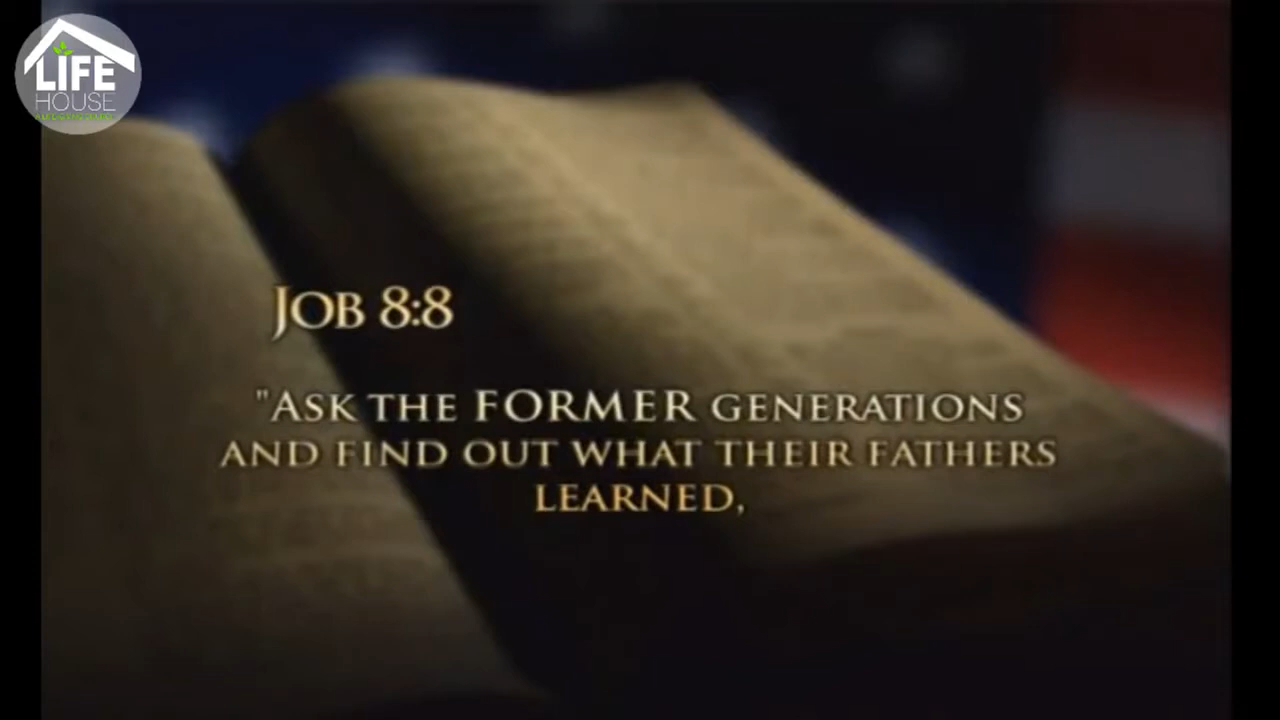 LIFE
HOUSE
JOB 8:8
"ASK THE FORMER GENERATIONS
AND FIND OUT WHAT THEIR FATHERS
LEARNED,